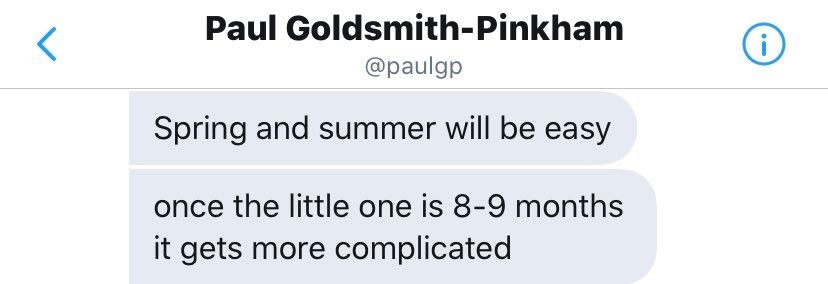 Paul Goldsmith-Pinkham
@paulgp
Spring and summer will be easy
once the little one is 8-9 months
it gets more complicated